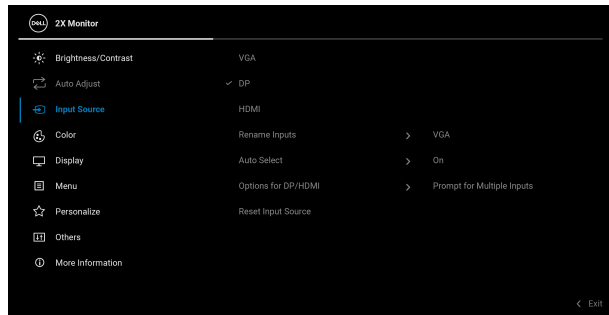 DELL 2X Monitor
Brightness/Contrast VGA
Auto Adjust DP
Input Source HDMI
Color Rename Inputs VGA
Display Auto Select On
Menu Options for DP/HDMI Prompt for Multiple Inputs
Personalize Reset Input Source
Others
More Information
Exit